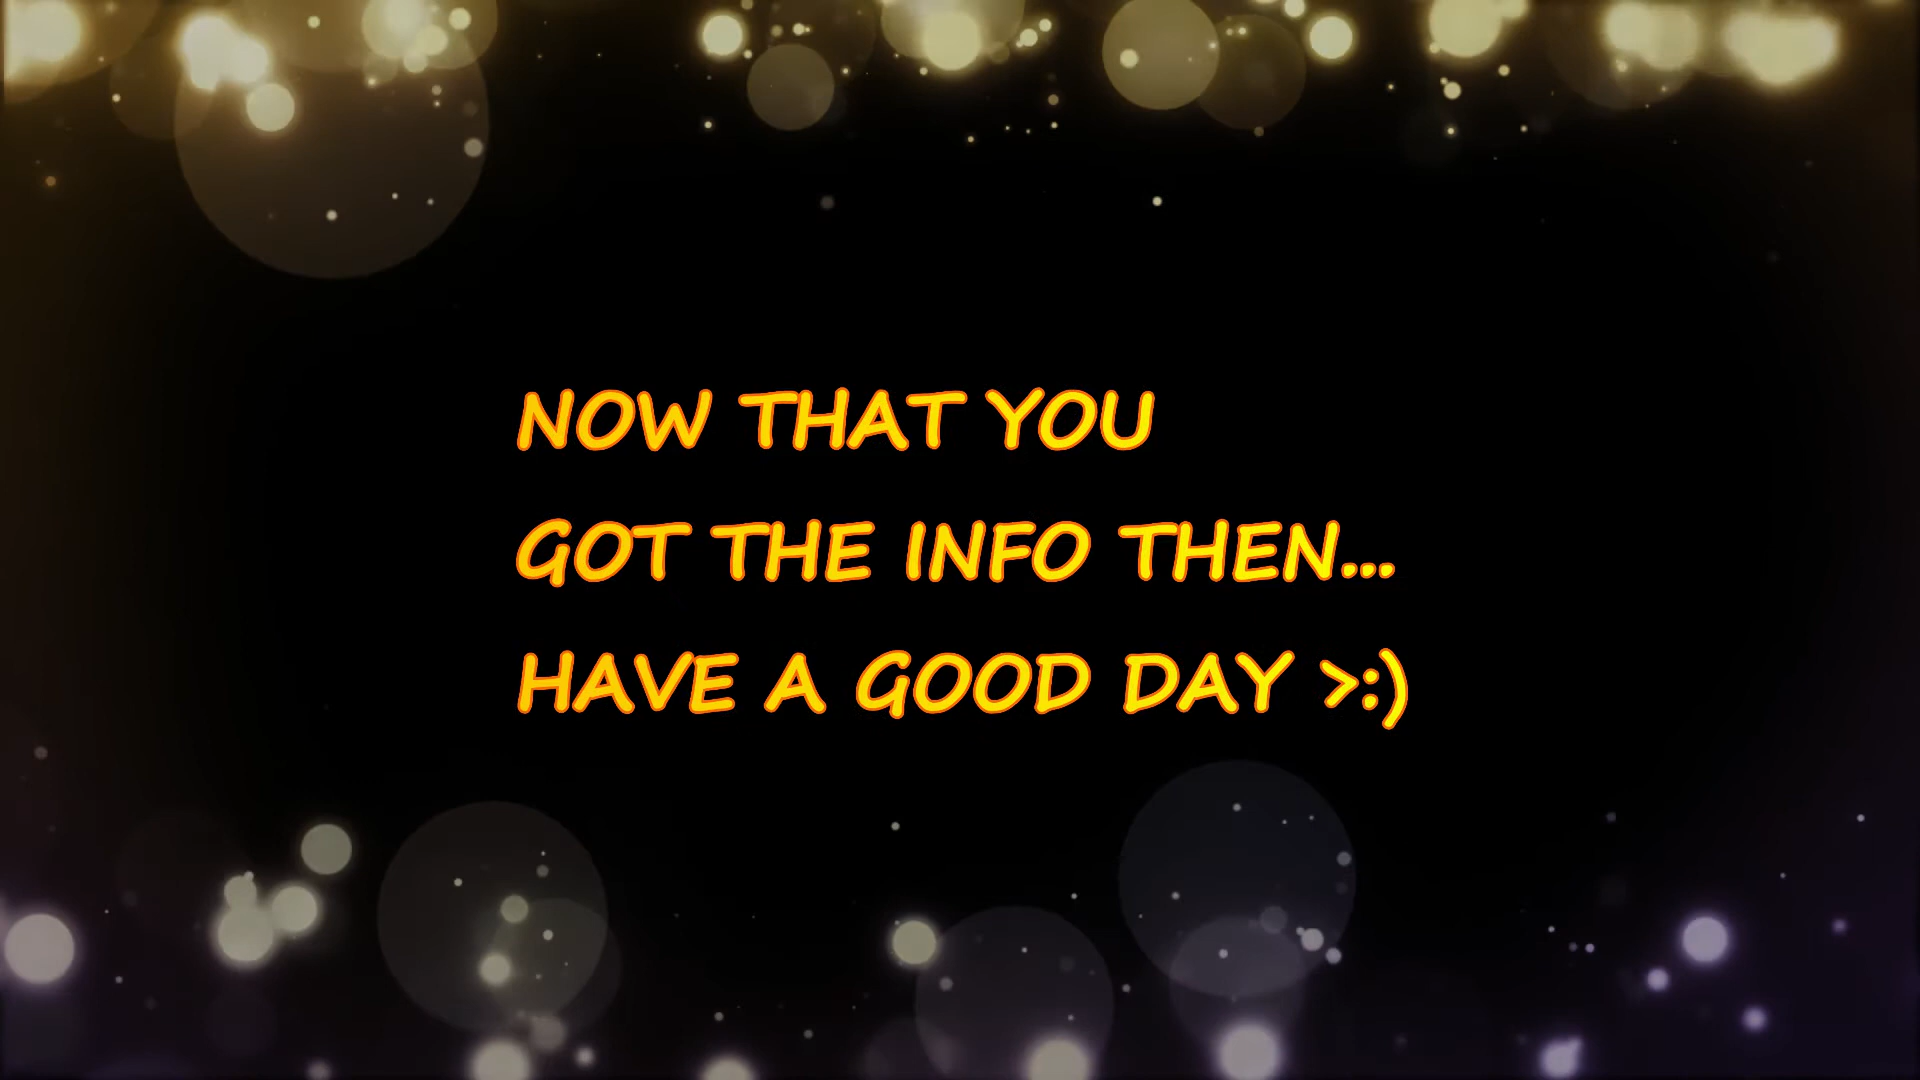 NOW THAT YOU
GOT THE INFO THEN...
HAVE A GOOD DAY >:)